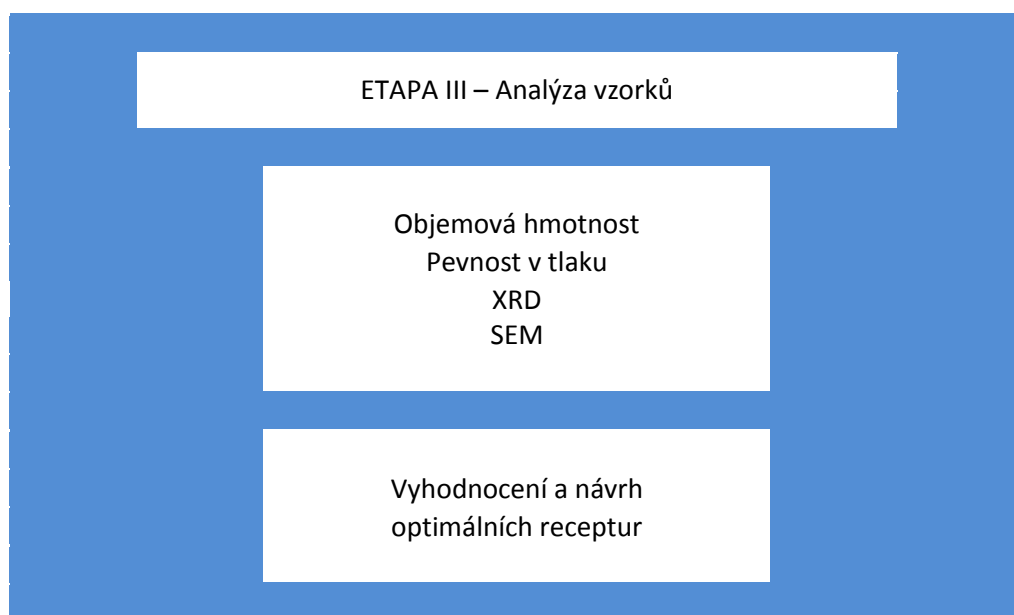 ETAPA III – Analýza vzorků
Objemová hmotnost
Pevnost v tlaku
XRD
SEM
Vyhodnocení a návrh
optimálních receptur